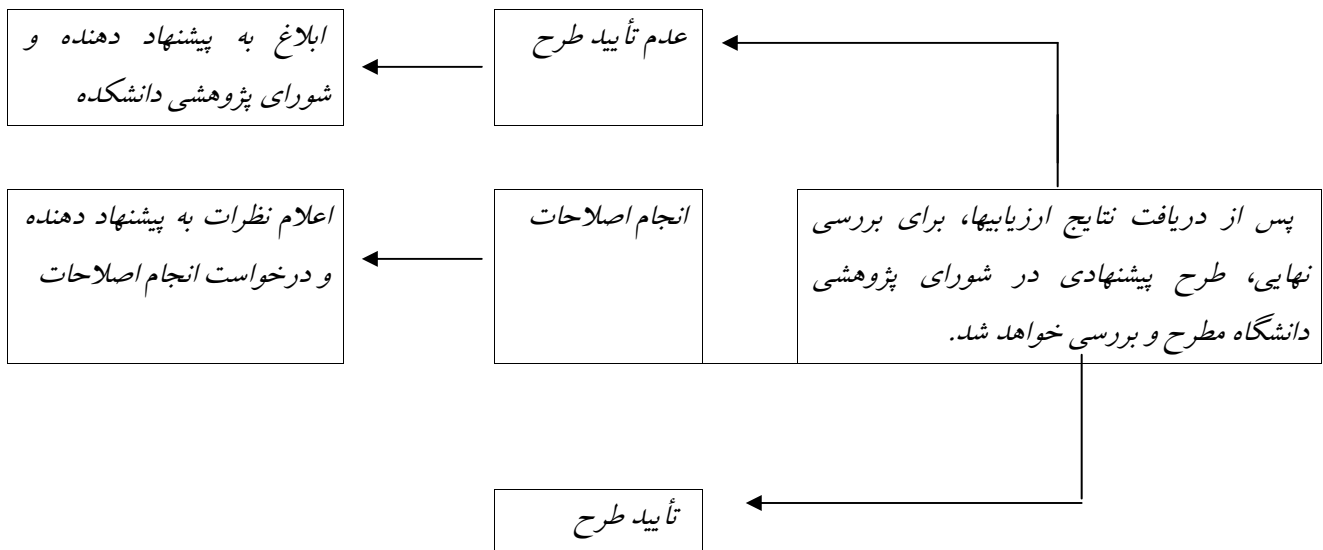 عدم تأیید طرح
ابلاغ به پیشنهاد دهنده و
شورای پژوهشی دانشکده
پس از دریافت نتایج ارزیابیها، برای بررسی
نهایی، طرح پیشنهادی در شورای پژوهشی
دانشگاه مطرح و بررسی خواهد شد.
انجام اصلاحات
اعلام نظرات به پیشنهاد دهنده
و درخواست انجام اصلاحات
تأیید طرح